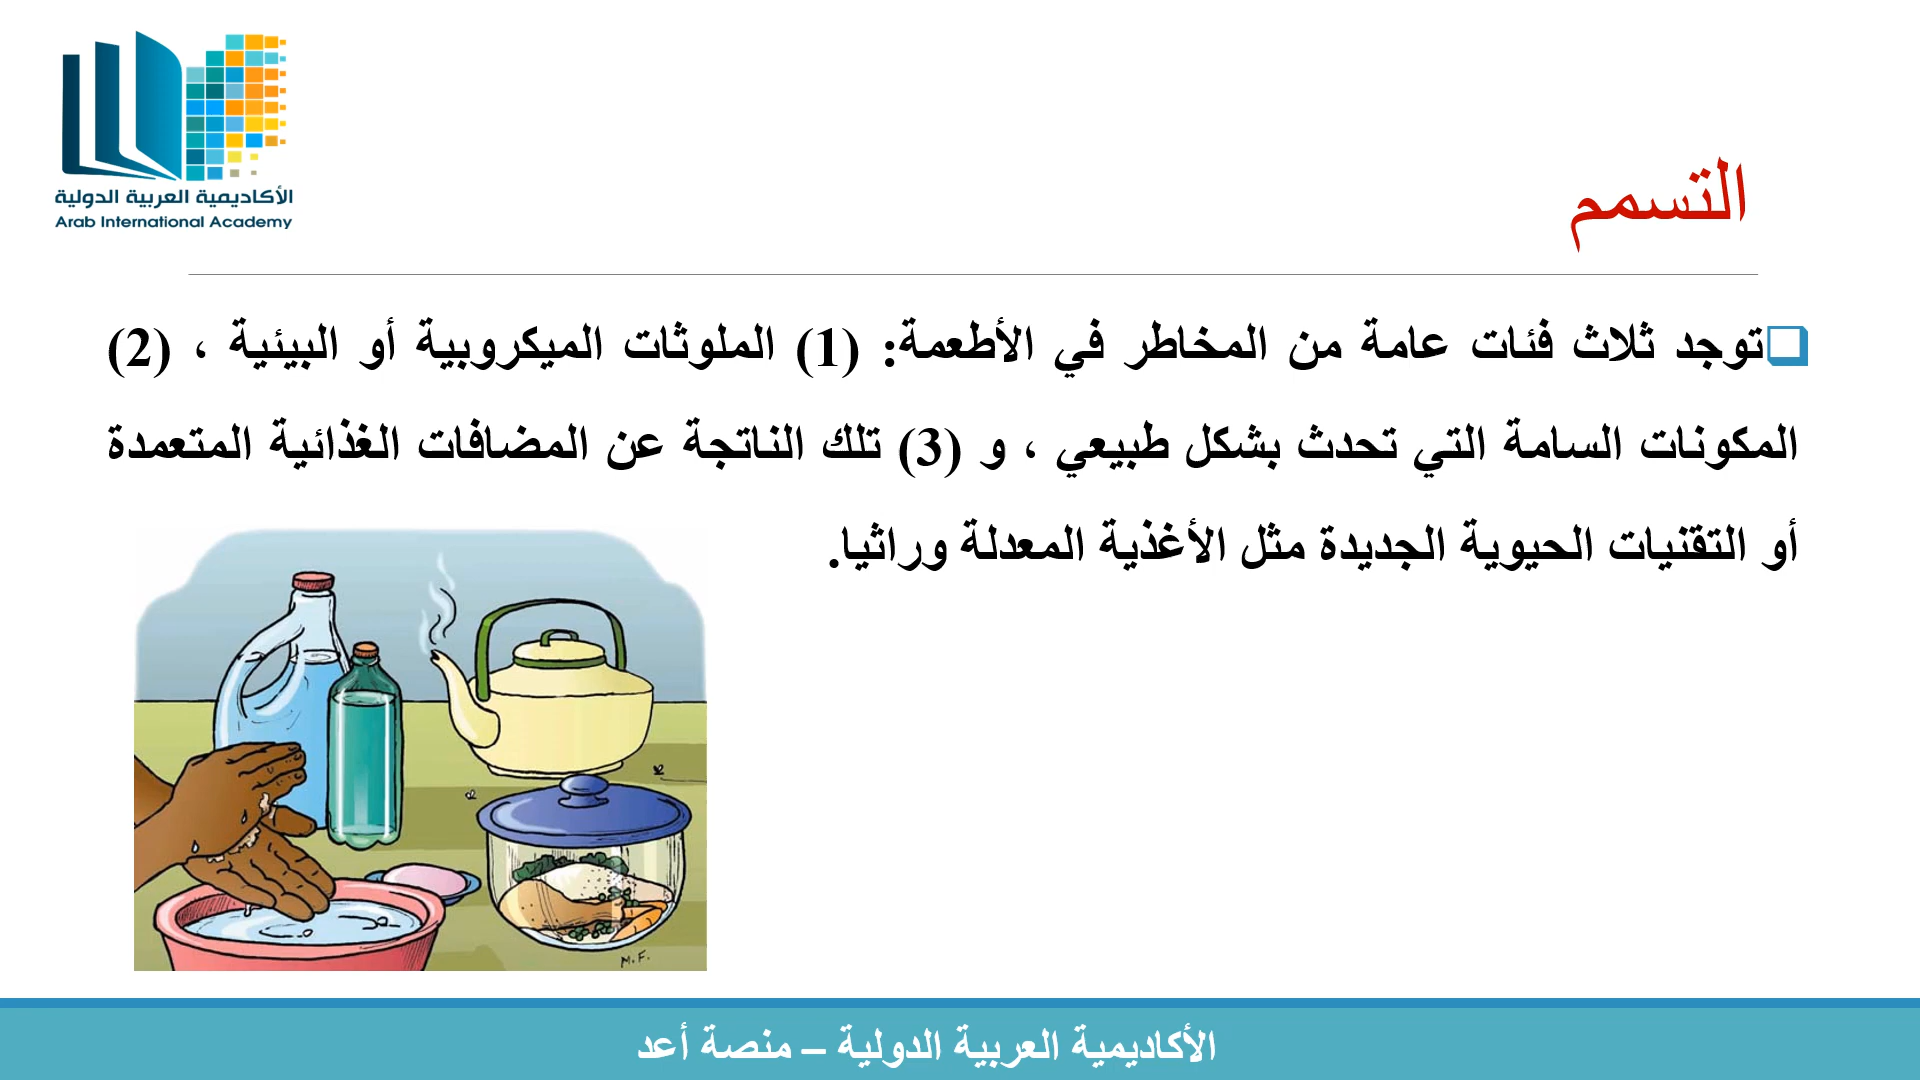 الأكاديمية العربية الدولية
Arab International Academy
التسمم
توجد ثلاث فئات عامة من المخاطر في الأطعمة: (1) الملوثات الميكروبية أو البيئية ، (2)
المكونات السامة التي تحدث بشكل طبيعي ، و (3) تلك الناتجة عن المضافات الغذائية المتعمدة
أو التقنيات الحيوية الجديدة مثل الأغذية المعدلة وراثيا.
M.F.
الأكاديمية العربية الدولية – منصة أعد